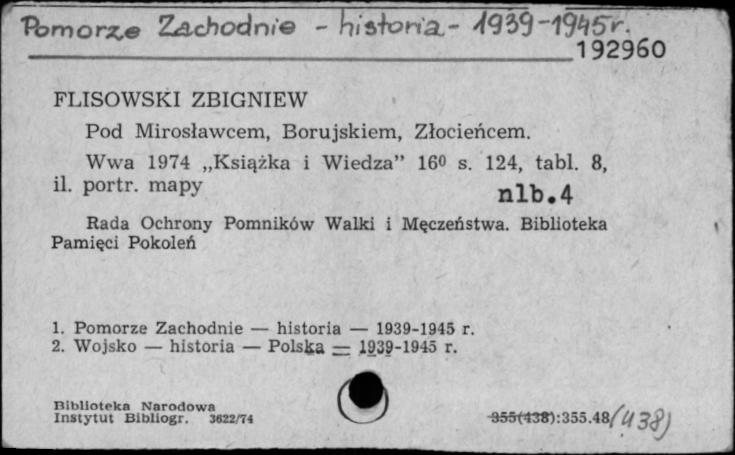 Pomorze Zachodnie - historia - 1939-1945 r.
192960
FLISOWSKI ZBIGNIEW
Pod Mirosławcem, Borujskiem, Złocieńcem.
Wwa 1974 „Książka i Wiedza” 16⁰ s. 124, tabl. 8,
il. portr. mapy
nlb.4
Rada Ochrony Pomników Walki i Męczeństwa. Biblioteka
Pamięci Pokoleń
1. Pomorze Zachodnie — historia — 1939-1945 r.
2. Wojsko — historia — Polska — 1939-1945 r.
Biblioteka Narodowa
Instytut Bibliogr. 3622/74
355(438):355.48(438)